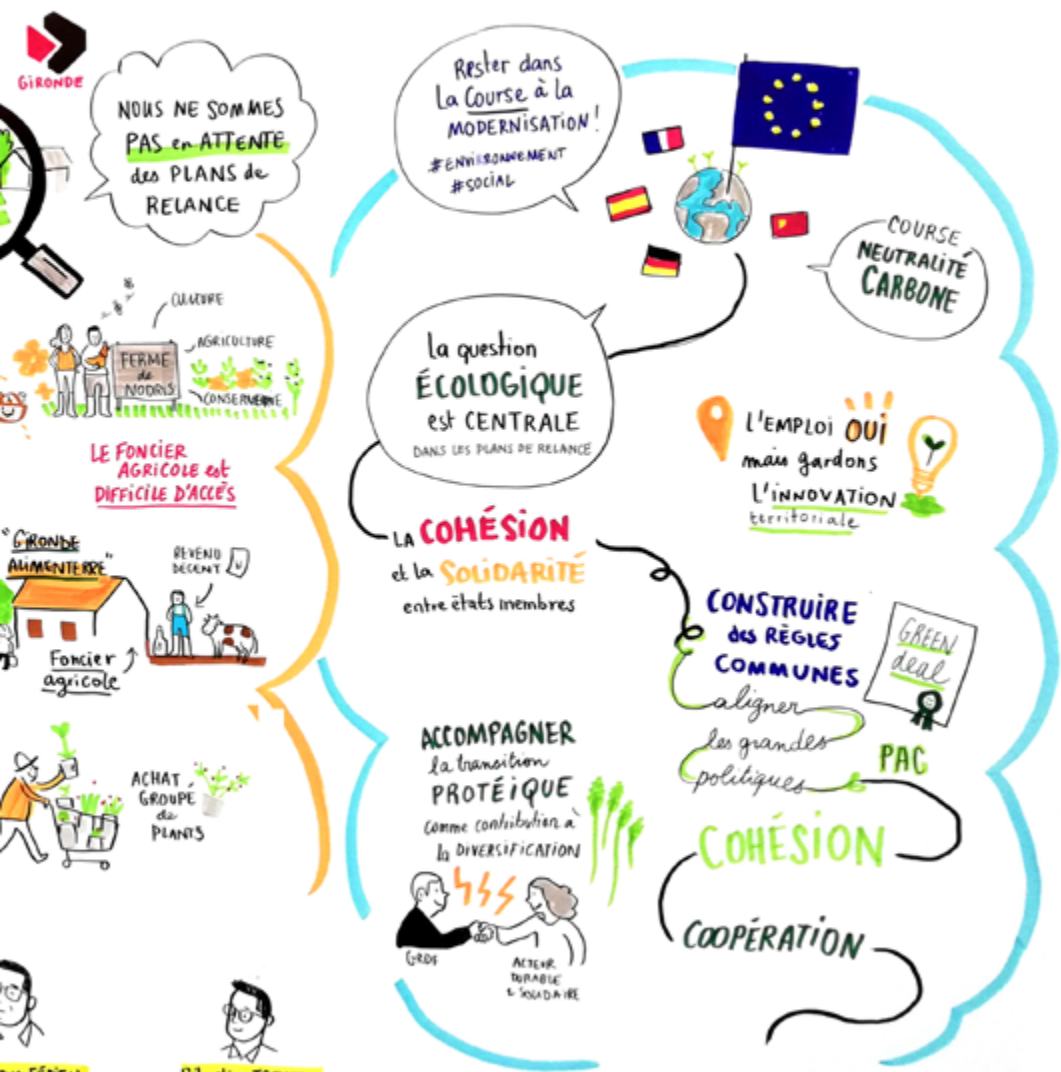 GIRONDE
NOUS NE SOMMES
PAS en ATTENTE
des PLANS de
RELANCE
CULTURE
AGRICULTURE
FERME
de
NODRIS
CONSERVERIE
LE FONCIER
AGRICOLE est
DIFFICILE D'ACCÈS
"GIRONDE
ALIMENTERRE"
REVENU
DÉCENT
Foncier
agricole
ACHAT
GROUPÉ
de
PLANTS
Rester dans
la Course à la
MODERNISATION!
#ENVIRONNEMENT
#SOCIAL
COURSE
NEUTRALITÉ
CARBONE
la question
ÉCOLOGIQUE
est CENTRALE
DANS LES PLANS DE RELANCE
L'EMPLOI OUI
mais gardons
L'INNOVATION
territoriale
LA COHÉSION
et la SOLIDARITÉ
entre états membres
CONSTRUIRE
des RÈGLES
COMMUNES
GREEN
deal
aligner
les grandes
politiques
PAC
COHÉSION
COOPÉRATION
ACCOMPAGNER
la transition
PROTÉIQUE
comme contribution à
la DIVERSIFICATION
GRDF
ACTEUR
DURABLE
& SOLIDAIRE